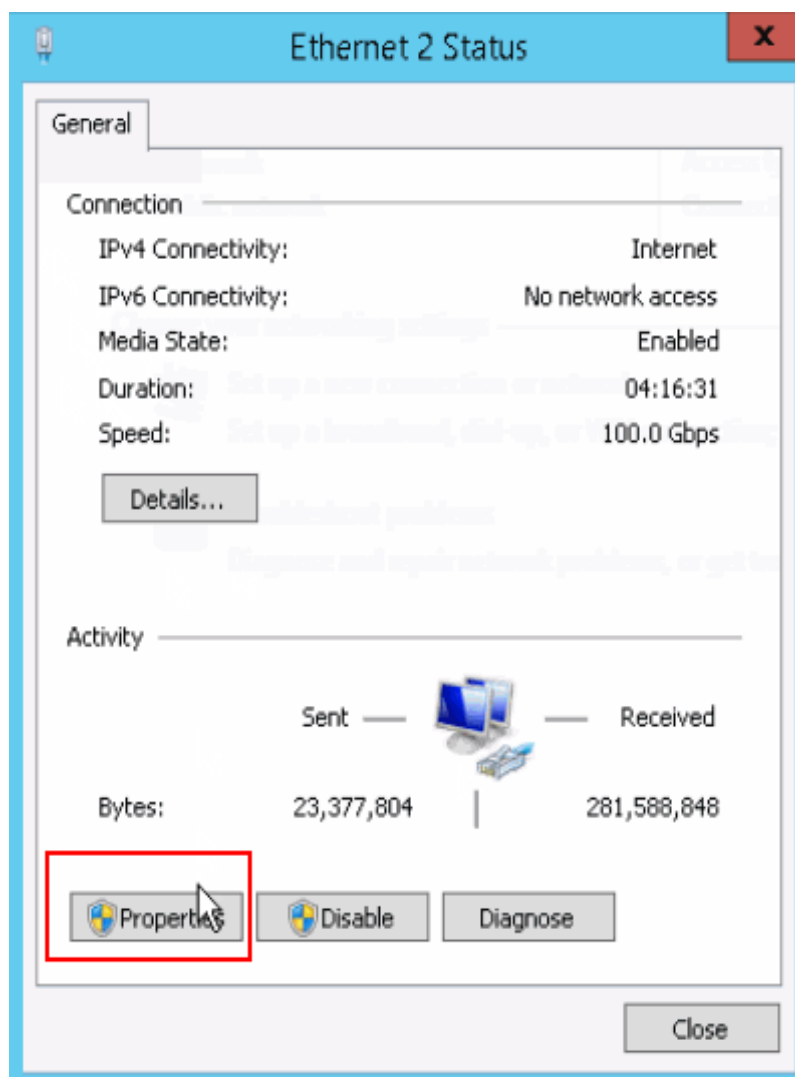 Ethernet 2 Status
x
General
Connection
IPv4 Connectivity: Internet
IPv6 Connectivity: No network access
Media State: Enabled
Duration: 04:16:31
Speed: 100.0 Gbps
Details...
Activity
Sent Received
Bytes: 23,377,804 281,588,848
Properties Disable Diagnose
Close